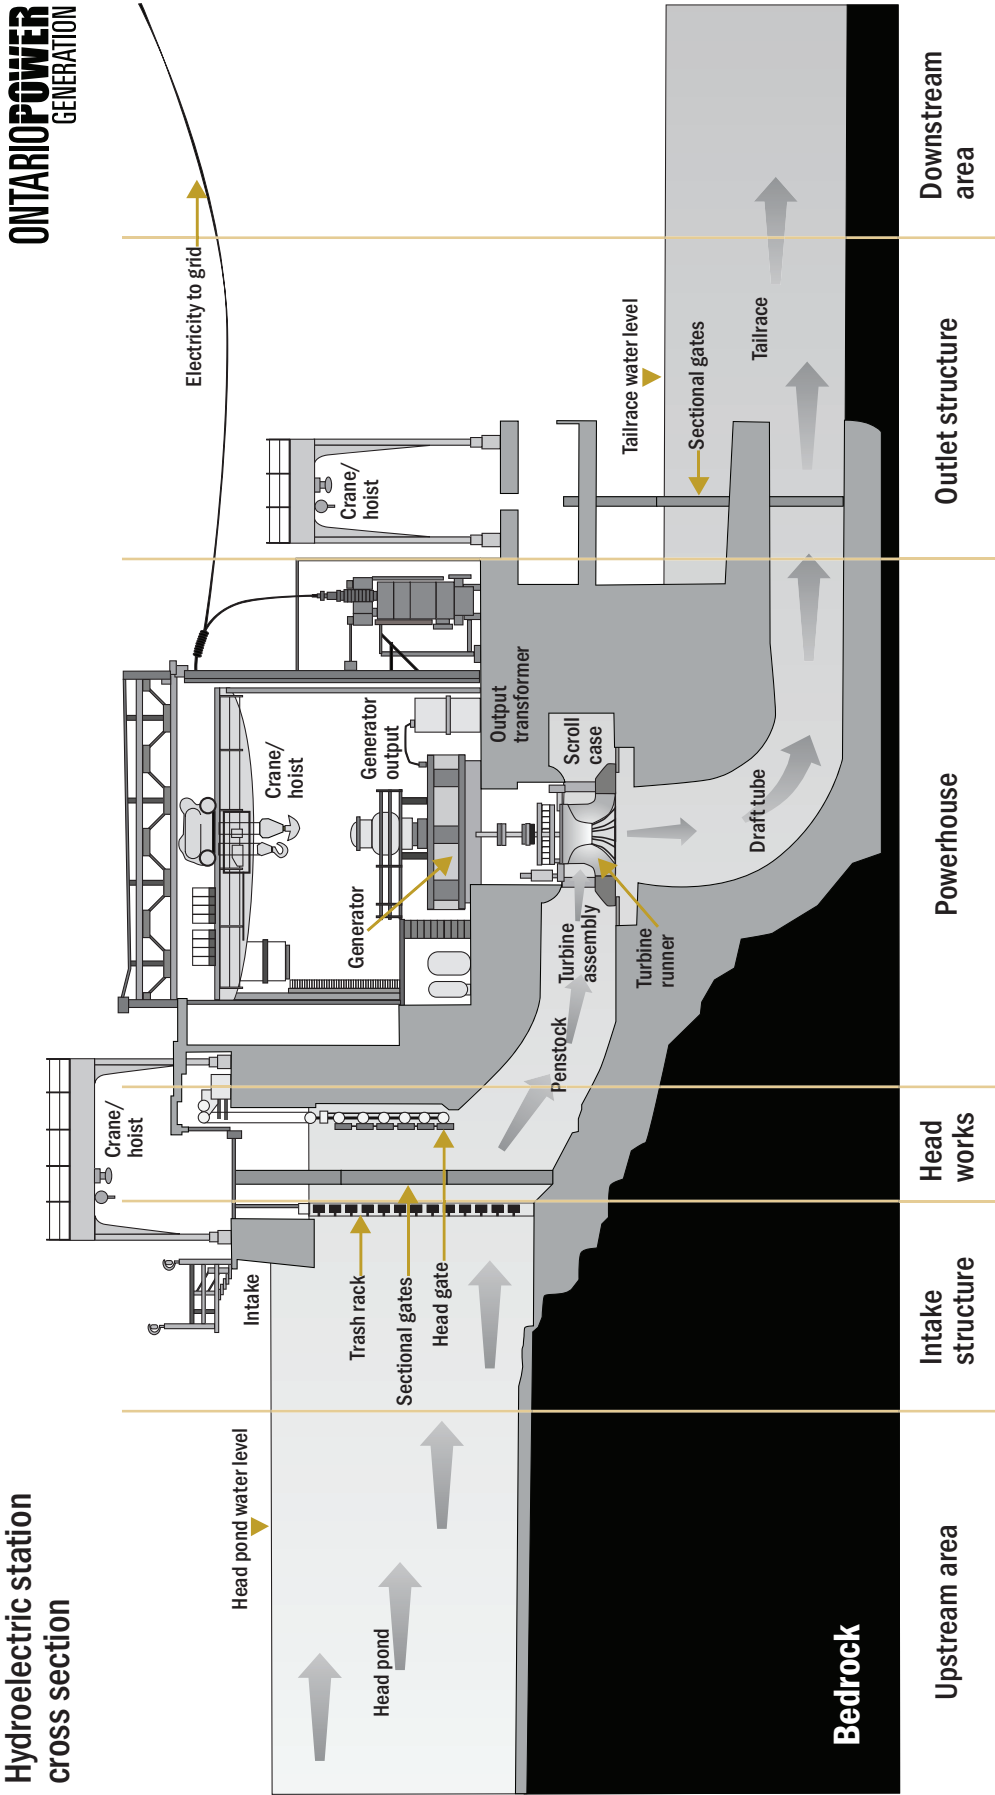 Hydroelectric station
cross section
ONTARIOPOWER
GENERATION
Head pond water level
Head pond
Intake
Trash rack
Sectional gates
Head gate
Crane/
hoist
Penstock
Turbine
assembly
Turbine
runner
Generator
Crane/
hoist
Generator
output
Output
transformer
Scroll
case
Draft tube
Electricity to grid
Crane/
hoist
Tailrace water level
Sectional gates
Tailrace
Bedrock
Upstream area
Intake
structure
Head
works
Powerhouse
Outlet structure
Downstream
area